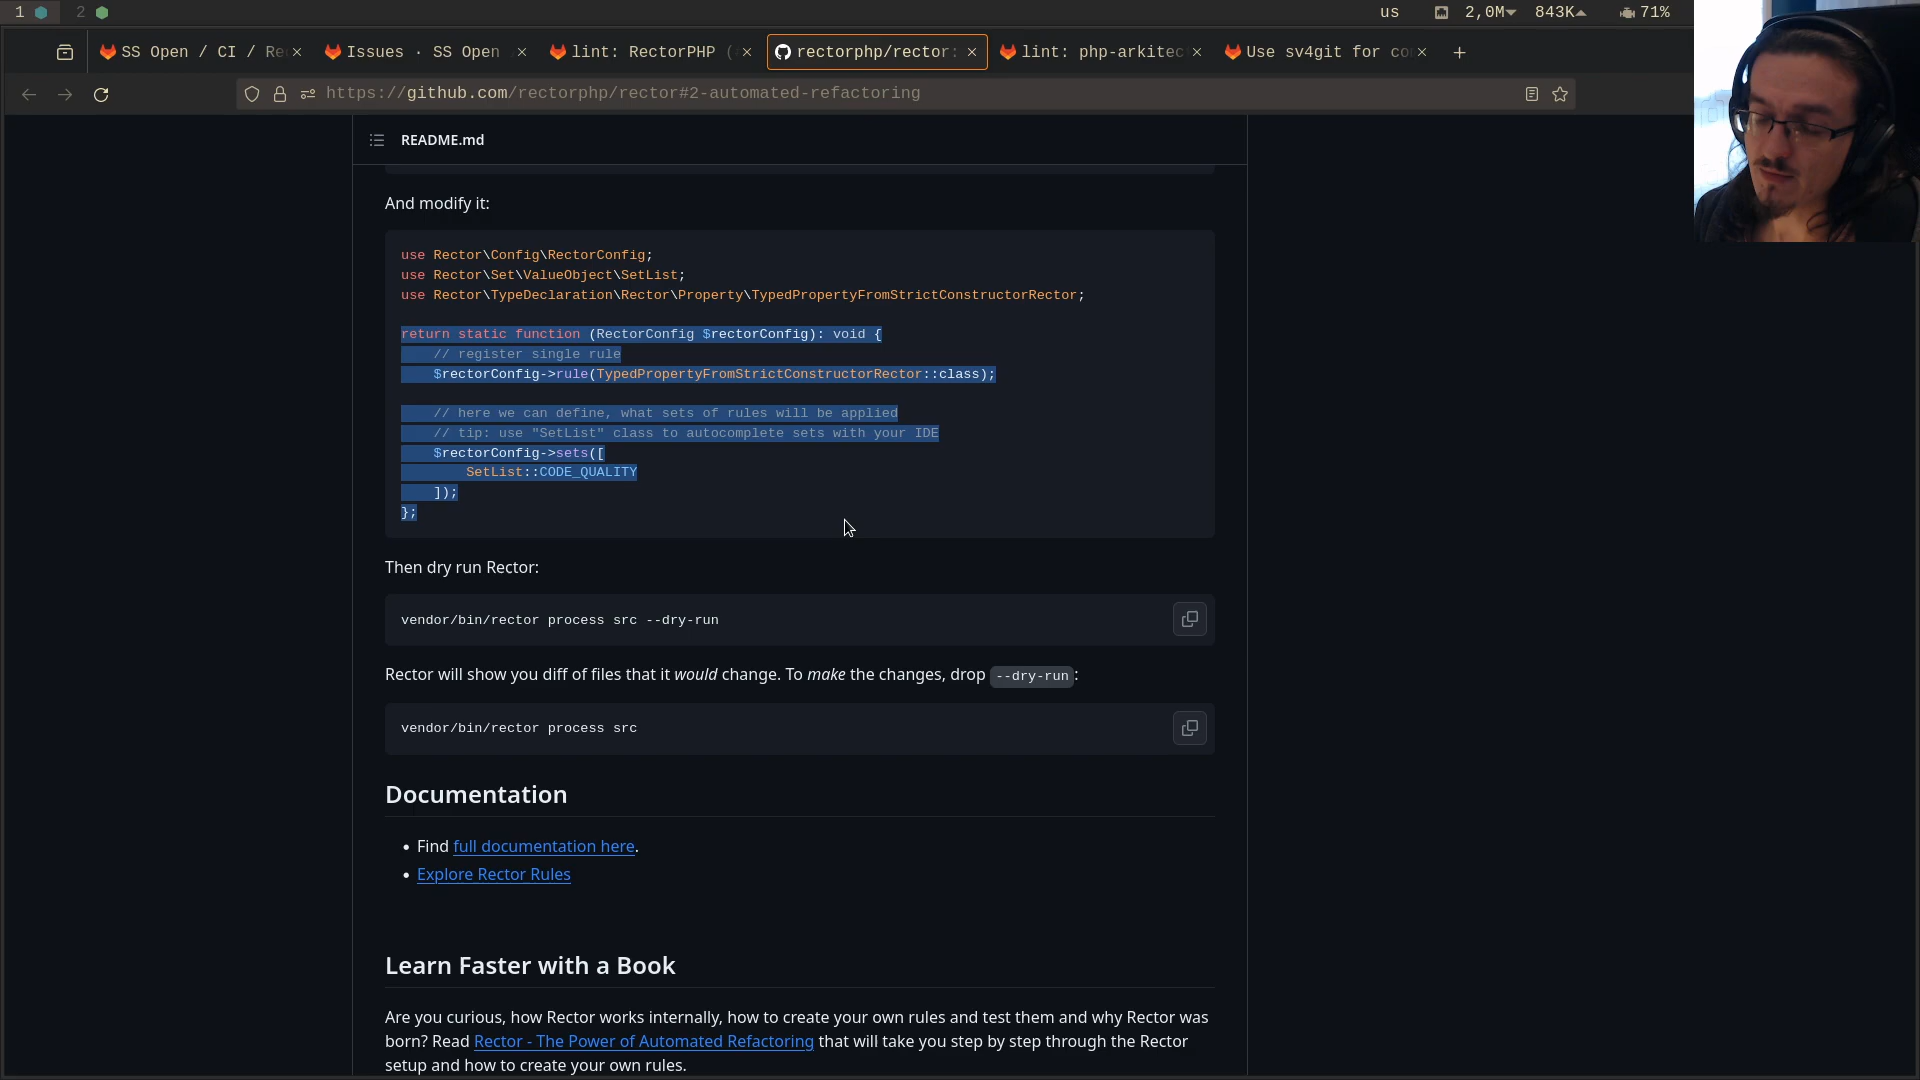 1 2 us 2,0M 843K 71%
SS Open / CI / Re
Issues · SS Open
lint: RectorPHP (
rectorphp/rector:
lint: php-arkitec
Use sv4git for co
https://github.com/rectorphp/rector#2-automated-refactoring
README.md
And modify it:
use Rector\Config\RectorConfig;
use Rector\Set\ValueObject\SetList;
use Rector\TypeDeclaration\Rector\Property\TypedPropertyFromStrictConstructorRector;
return static function (RectorConfig $rectorConfig): void {
// register single rule
$rectorConfig->rule(TypedPropertyFromStrictConstructorRector::class);
// here we can define, what sets of rules will be applied
// tip: use "SetList" class to autocomplete sets with your IDE
$rectorConfig->sets([
SetList::CODE_QUALITY
]);
};
Then dry run Rector:
vendor/bin/rector process src --dry-run
Rector will show you diff of files that it would change. To make the changes, drop --dry-run:
vendor/bin/rector process src
Documentation
• Find full documentation here.
• Explore Rector Rules
Learn Faster with a Book
Are you curious, how Rector works internally, how to create your own rules and test them and why Rector was
born? Read Rector - The Power of Automated Refactoring that will take you step by step through the Rector
setup and how to create your own rules.